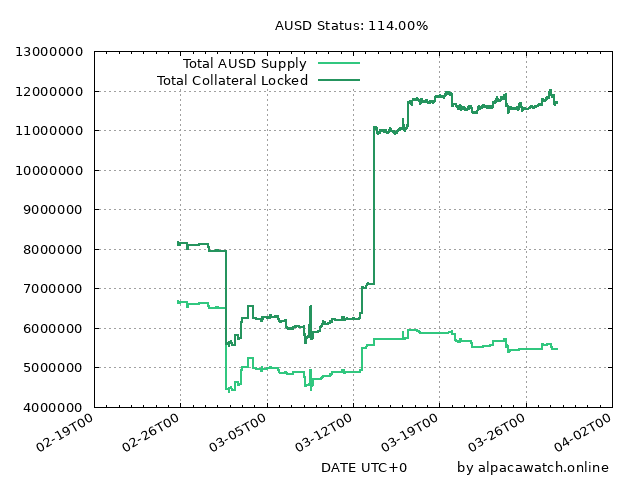 AUSD Status: 114.00%
Total AUSD Supply
Total Collateral Locked
13000000
12000000
11000000
10000000
9000000
8000000
7000000
6000000
5000000
4000000
02-19T00
02-26T00
03-05T00
03-12T00
03-19T00
03-26T00
04-02T00
DATE UTC+0
by alpacawatch.online